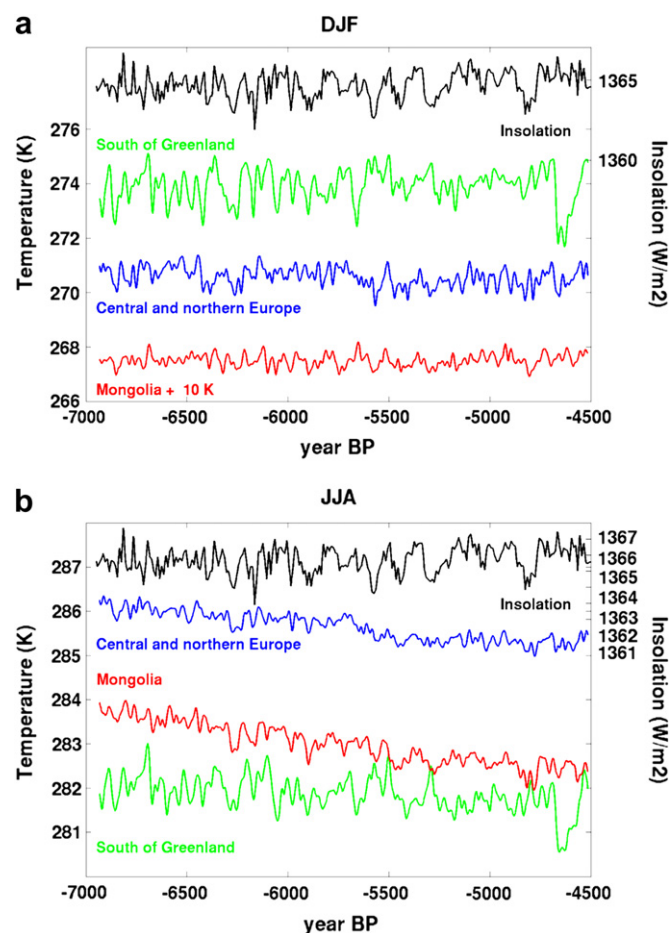 a
DJF
Temperature (K)
276
274
272
270
268
266
1365
1360
Insolation (W/m2)
Insolation
South of Greenland
Central and northern Europe
Mongolia + 10 K
-7000 -6500 -6000 -5500 -5000 -4500
year BP
b
JJA
Temperature (K)
287
286
285
284
283
282
281
1367
1366
1365
1364
1363
1362
1361
Insolation (W/m2)
Insolation
Central and northern Europe
Mongolia
South of Greenland
-7000 -6500 -6000 -5500 -5000 -4500
year BP